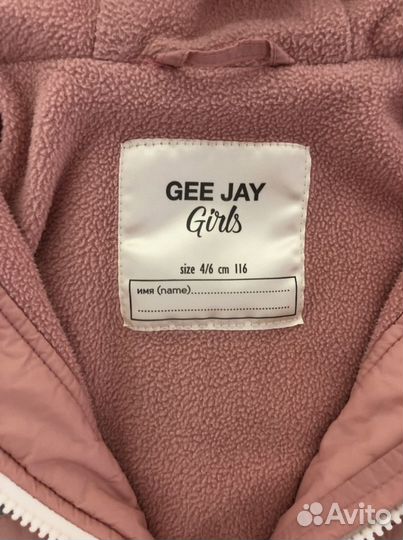 GEE JAY
Girls
size 4/6 cm 116
имя (name)..............................
..........................................
Avito